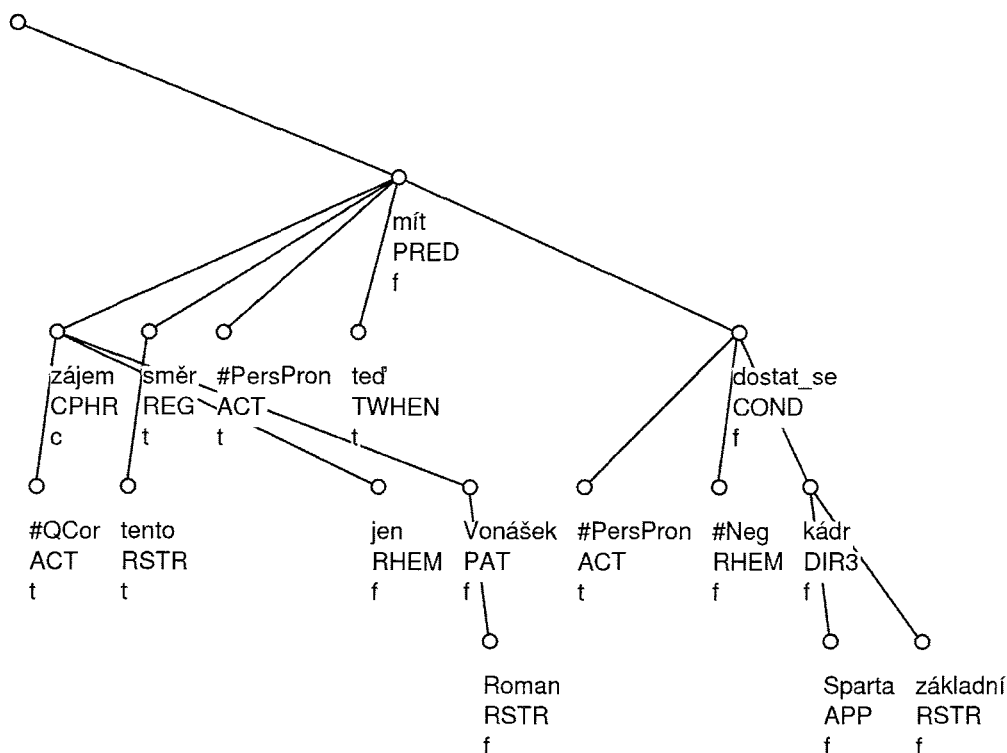 mít
PRED
f
zájem směr #PersPron teď dostat_se
CPHR REG ACT TWHEN COND
c t t t f
#QCor tento jen Vonášek #PersPron #Neg kádr
ACT RSTR RHEM PAT ACT RHEM DIR3
t t f f t f f
Roman Sparta základní
RSTR APP RSTR
f f f